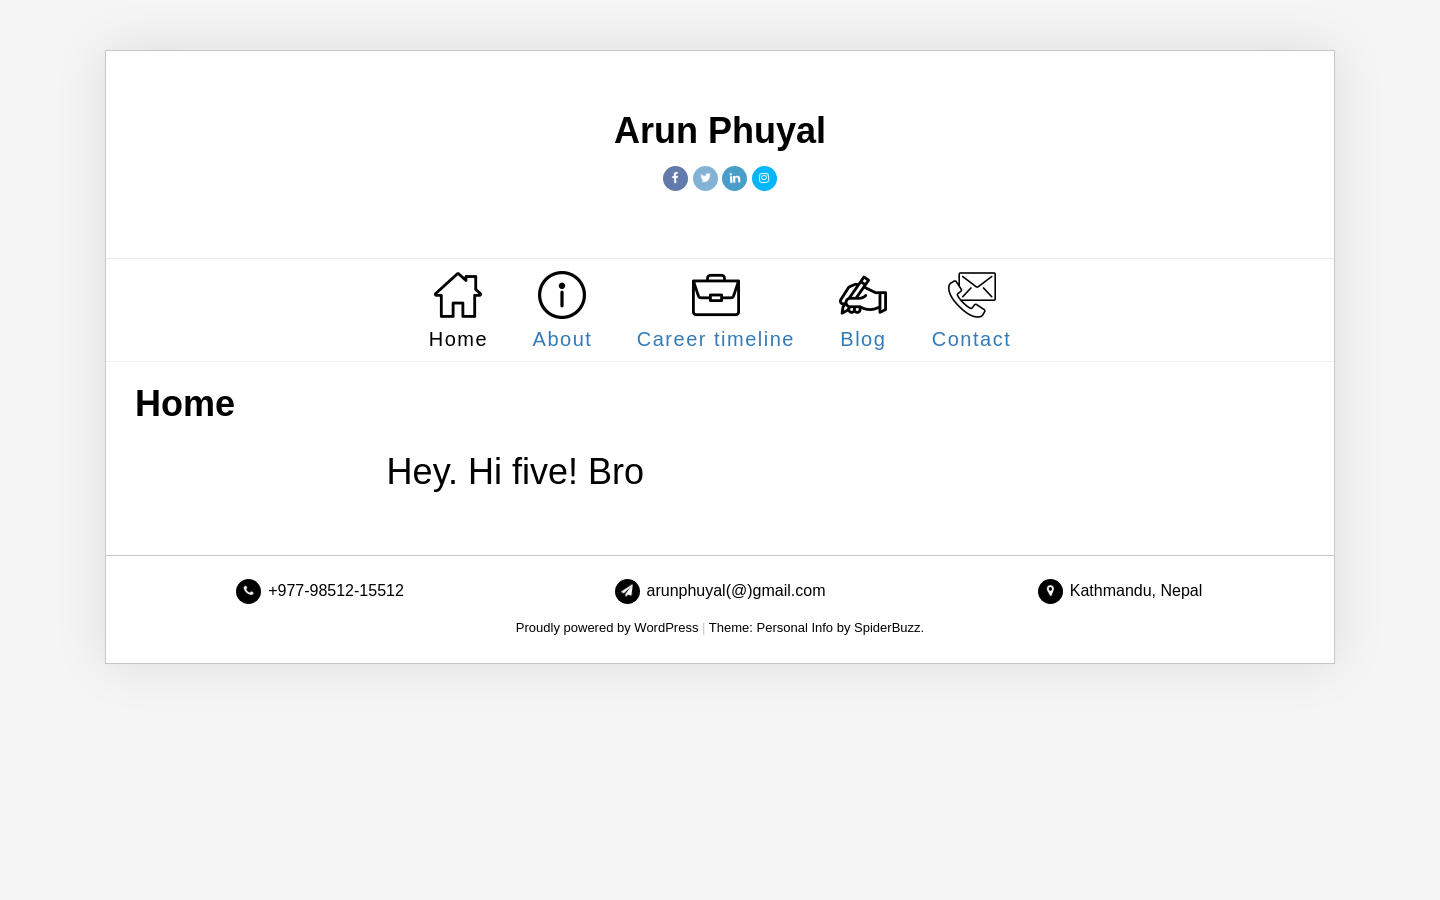 Arun Phuyal
Home
About
Career timeline
Blog
Contact
Home
Hey. Hi five! Bro
+977-98512-15512
arunphuyal(@)gmail.com
Kathmandu, Nepal
Proudly powered by WordPress | Theme: Personal Info by SpiderBuzz.